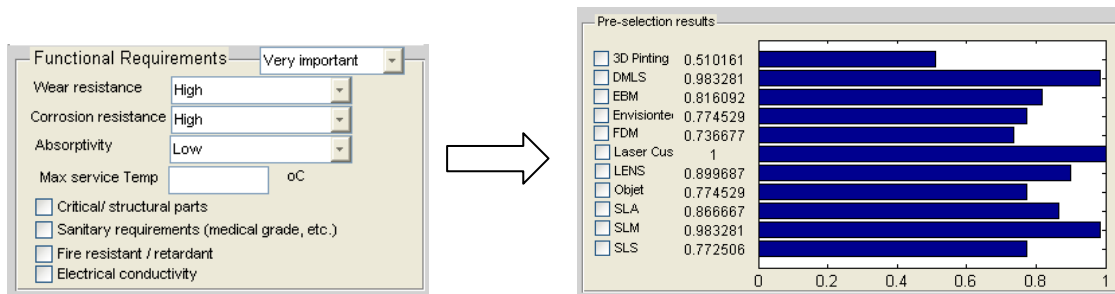 Functional Requirements Very important
Wear resistance High
Corrosion resistance High
Absorptivity Low
Max service Temp oC
Critical/ structural parts
Sanitary requirements (medical grade, etc.)
Fire resistant / retardant
Electrical conductivity
Pre-selection results
3D Pinting 0.510161
DMLS 0.983281
EBM 0.816092
Envisionte 0.774529
FDM 0.736677
Laser Cus 1
LENS 0.899687
Objet 0.774529
SLA 0.866667
SLM 0.983281
SLS 0.772506
0 0.2 0.4 0.6 0.8 1